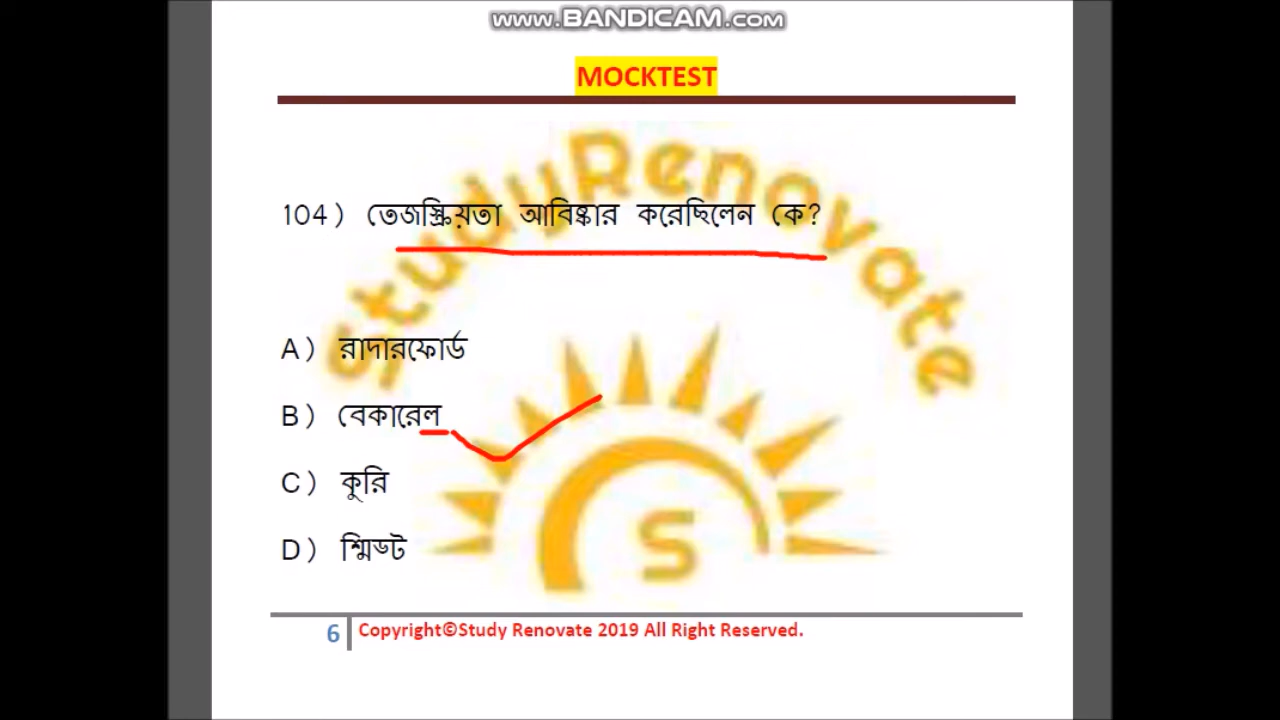 www.BANDICAM.com
MOCKTEST
StudyRenovate
104) তেজস্ক্রিয়তা আবিষ্কার করেছিলেন কে?
A) রাদারফোর্ড
B) বেকারেল
C) কুরি
D) শ্মিডট
S
6 Copyright©Study Renovate 2019 All Right Reserved.